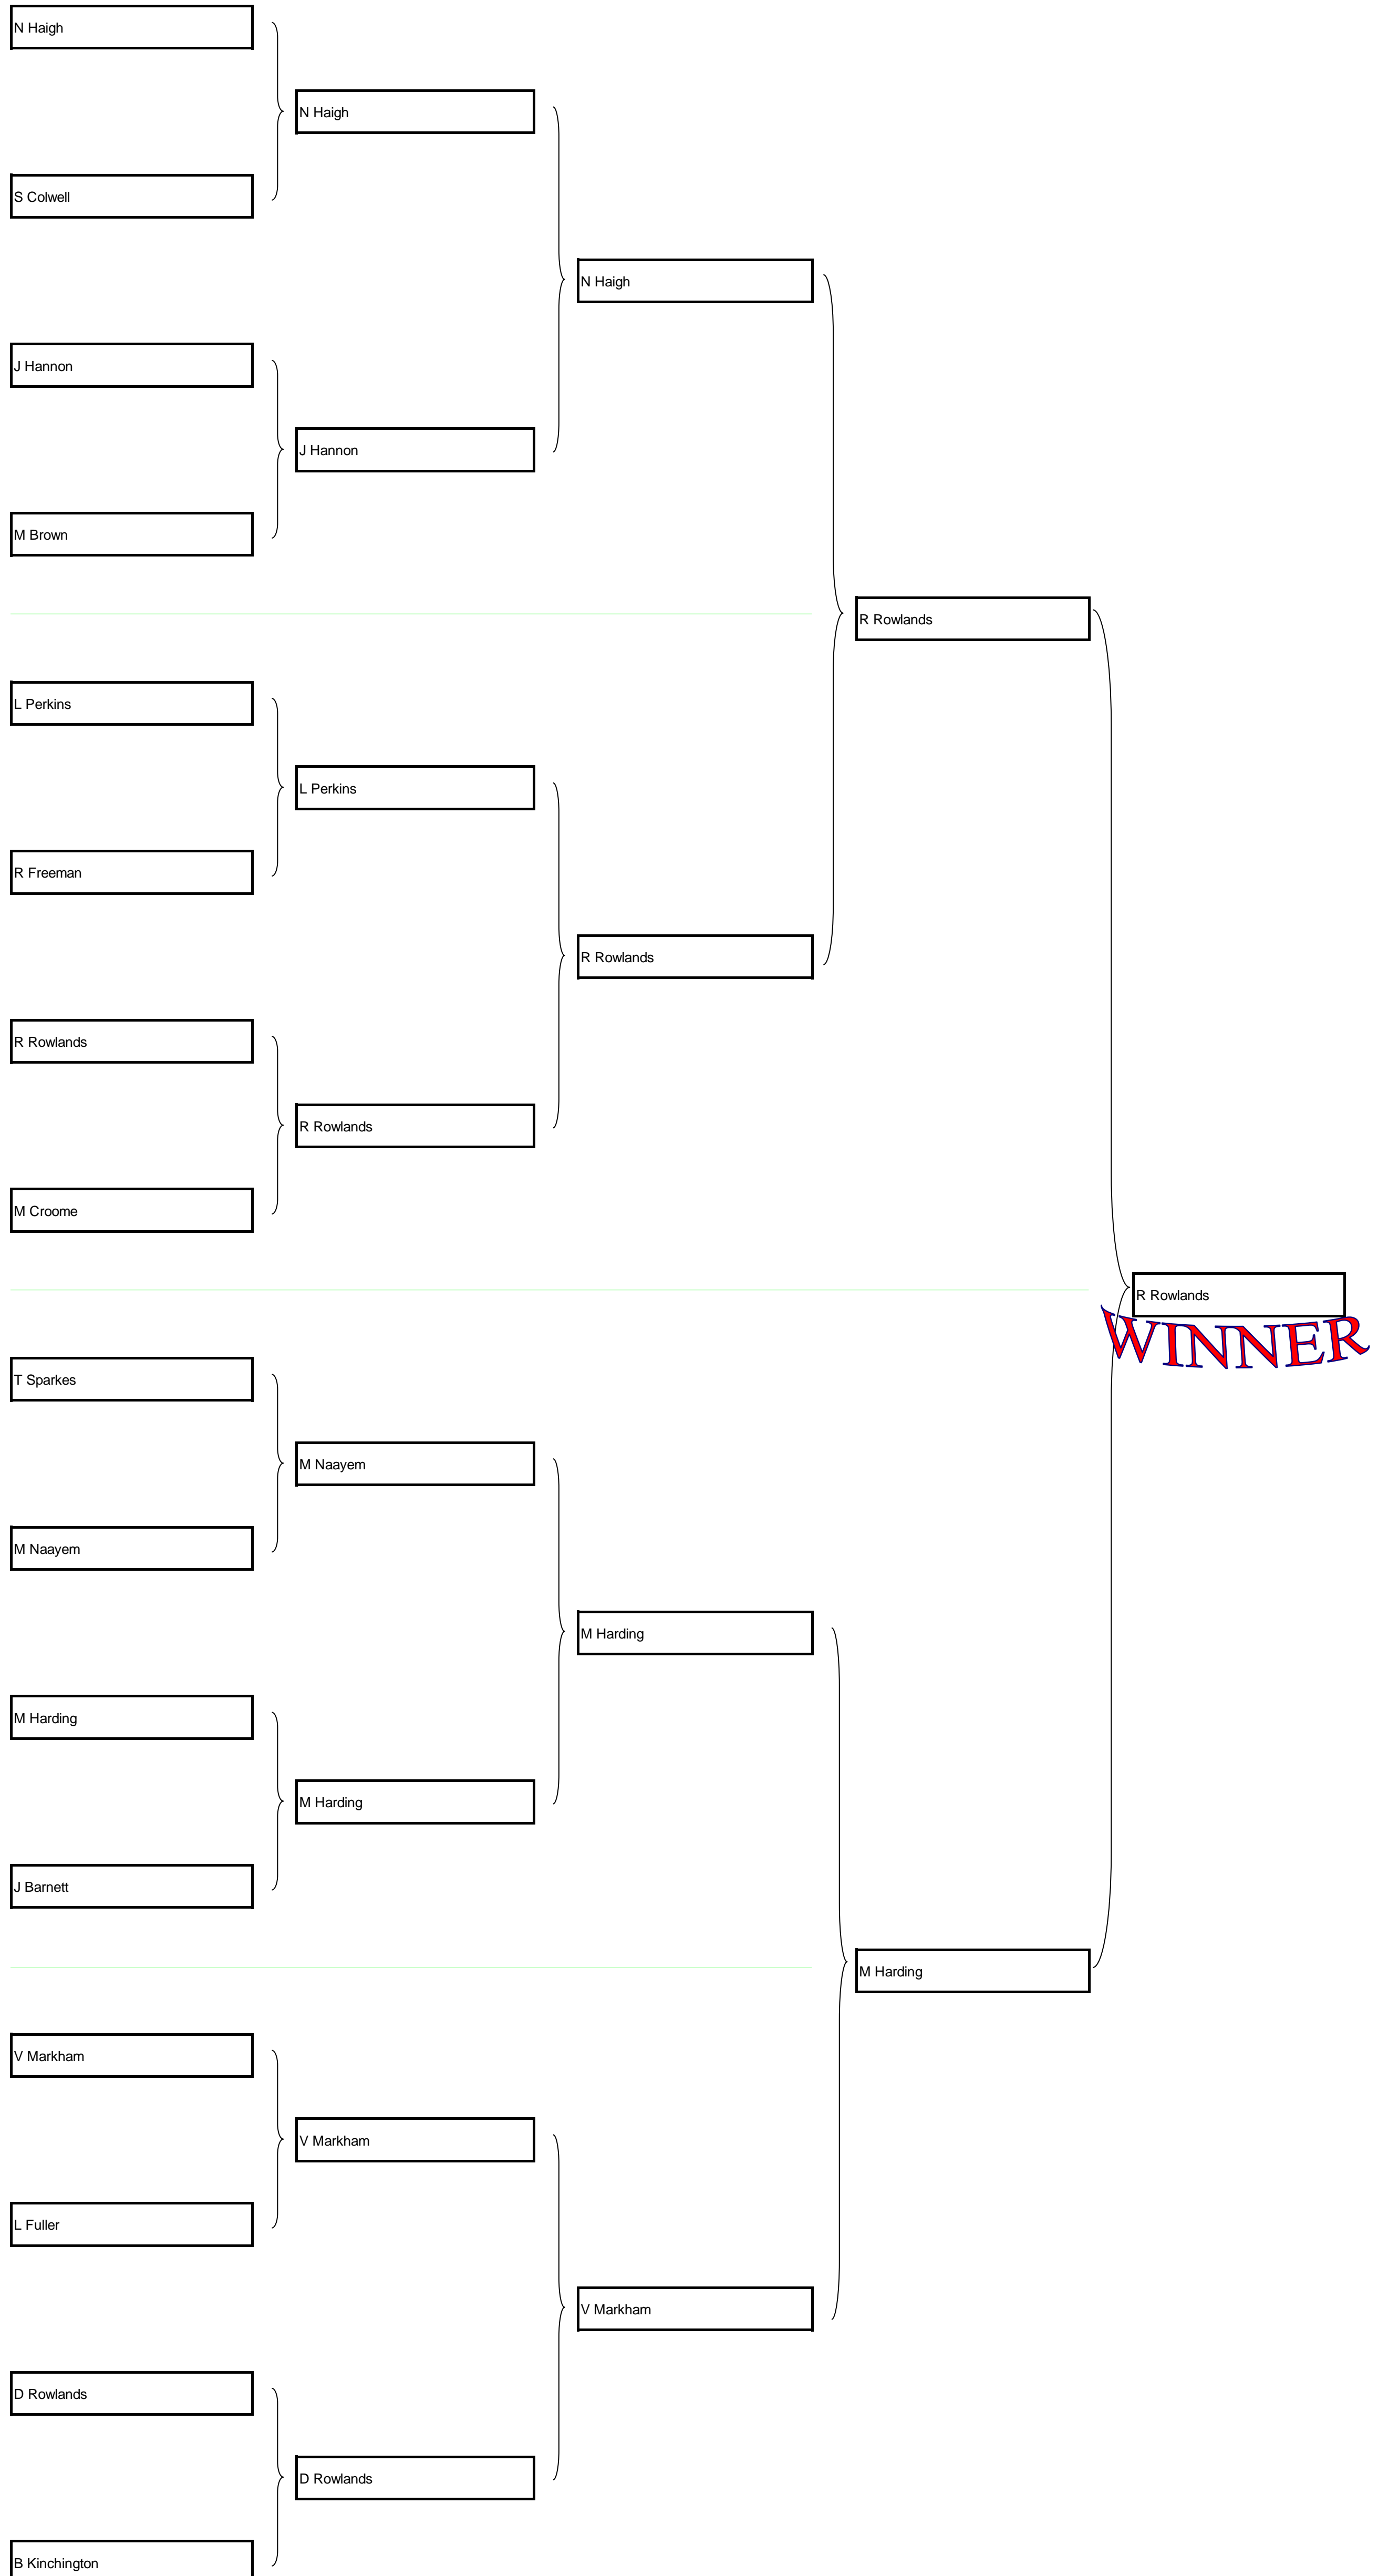 N Haigh
N Haigh
S Colwell
N Haigh
J Hannon
J Hannon
M Brown
R Rowlands
L Perkins
L Perkins
R Freeman
R Rowlands
R Rowlands
R Rowlands
M Croome
R Rowlands
WINNER
T Sparkes
M Naayem
M Naayem
M Harding
M Harding
M Harding
J Barnett
M Harding
V Markham
V Markham
L Fuller
V Markham
D Rowlands
D Rowlands
B Kinchington